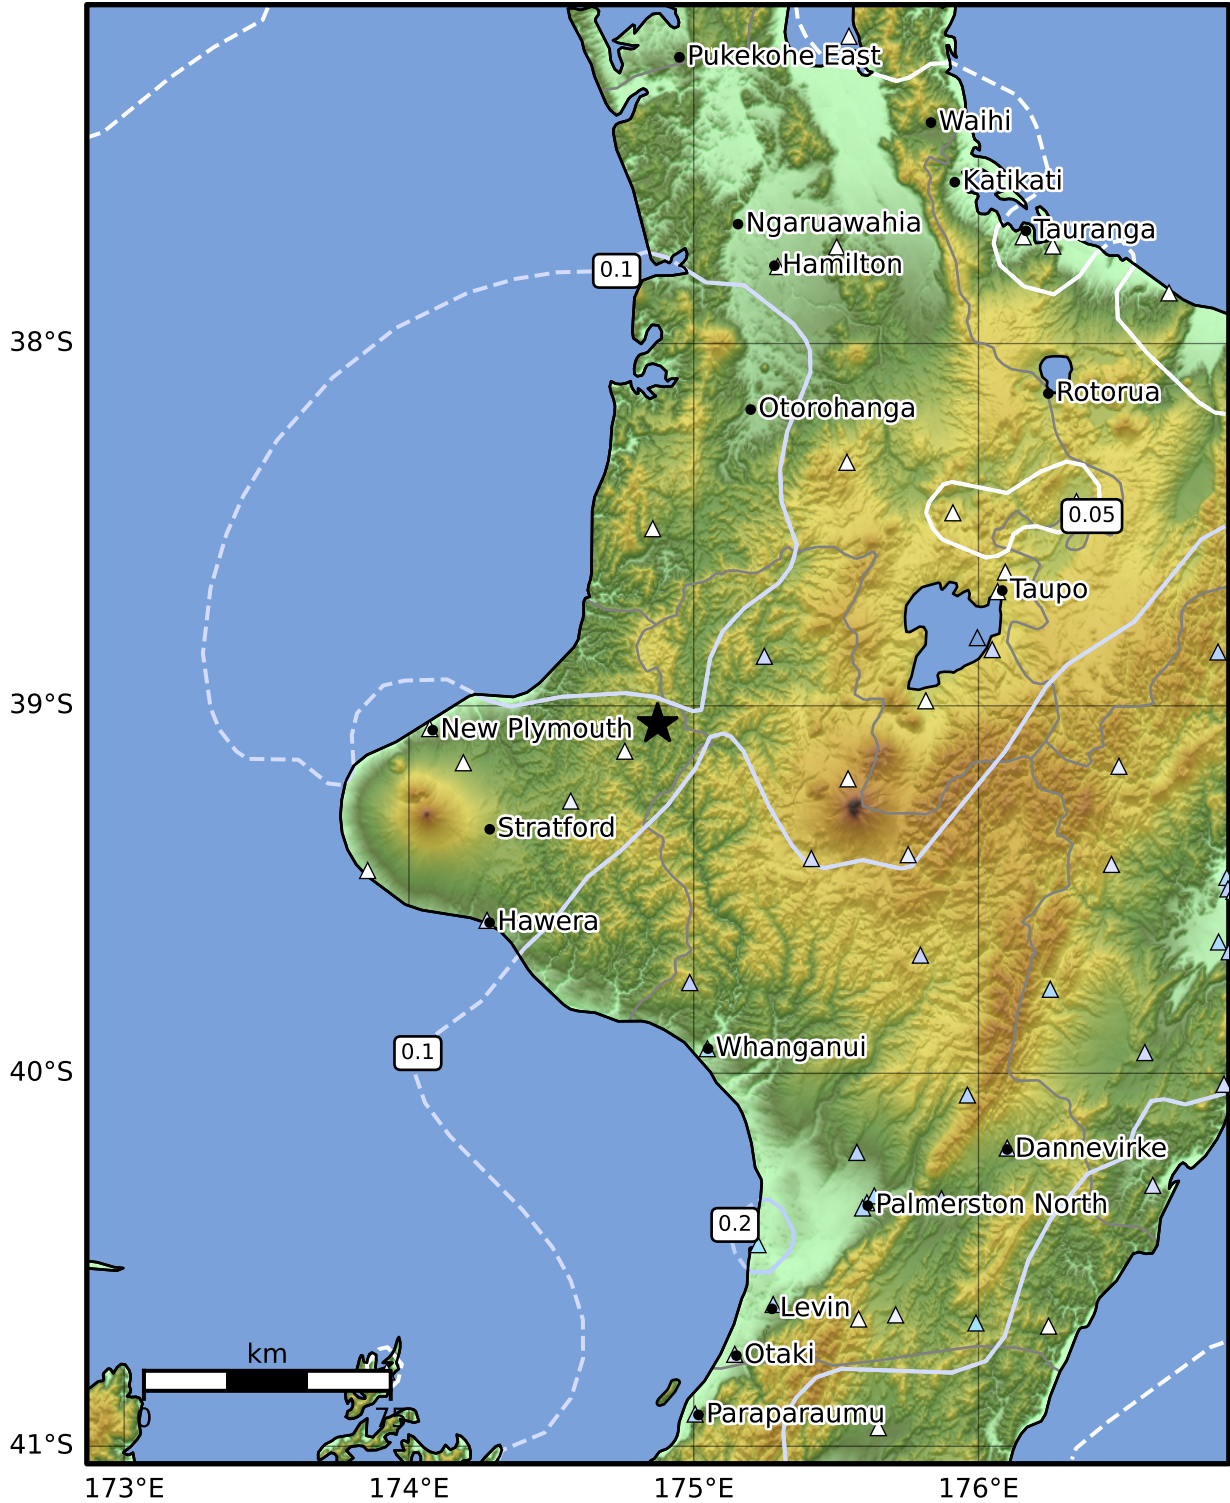 Pukekohe East
Waihi
Katikati
Ngaruawahia
Tauranga
Hamilton
0.1
38°S
Rotorua
Otorohanga
0.05
Taupo
39°S
New Plymouth
Stratford
Hawera
Whanganui
0.1
40°S
Dannevirke
Palmerston North
0.2
Levin
Otaki
km
0 75
Paraparaumu
41°S
173°E 174°E 175°E 176°E